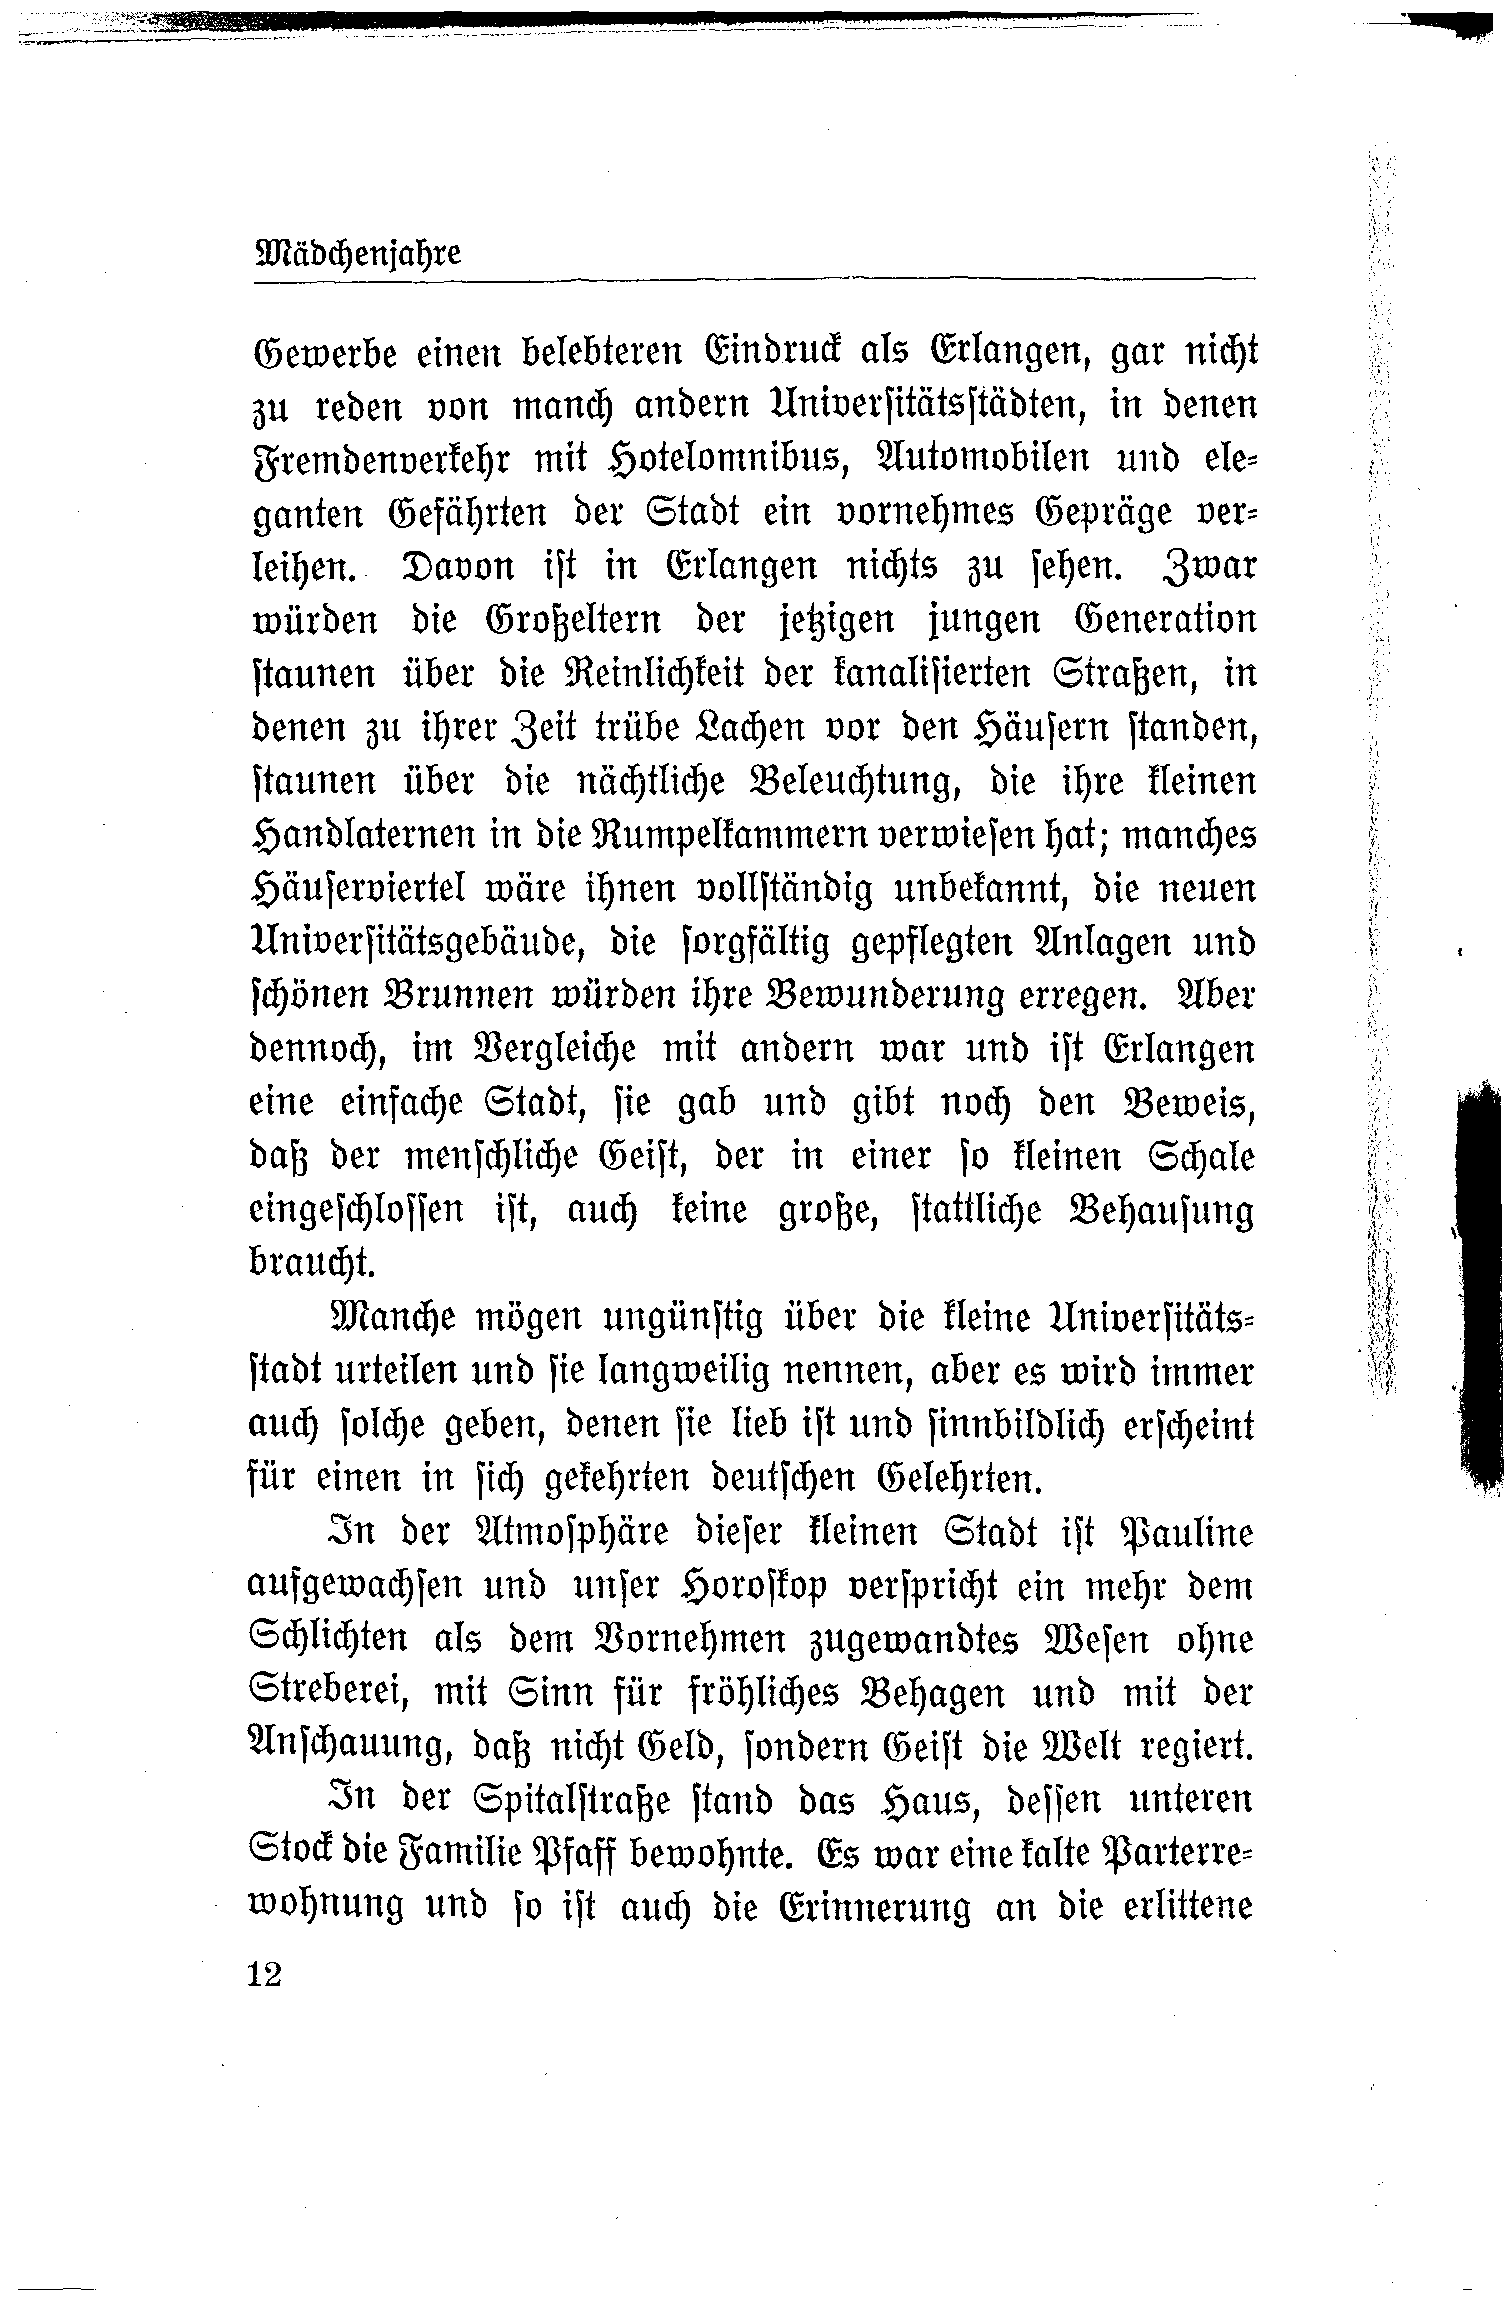 Mädchenjahre
Gewerbe einen belebteren Eindruck als Erlangen, gar nicht
zu reden von manch andern Universitätsstädten, in denen
Fremdenverkehr mit Hotelomnibus, Automobilen und ele-
ganten Gefährten der Stadt ein vornehmes Gepräge ver-
leihen. Davon ist in Erlangen nichts zu sehen. Zwar
würden die Großeltern der jetzigen jungen Generation
staunen über die Reinlichkeit der kanalisierten Straßen, in
denen zu ihrer Zeit trübe Lachen vor den Häusern standen,
staunen über die nächtliche Beleuchtung, die ihre kleinen
Handlaternen in die Rumpelkammern verwiesen hat; manches
Häuserviertel wäre ihnen vollständig unbekannt, die neuen
Universitätsgebäude, die sorgfältig gepflegten Anlagen und
schönen Brunnen würden ihre Bewunderung erregen. Aber
dennoch, im Vergleiche mit andern war und ist Erlangen
eine einfache Stadt, sie gab und gibt noch den Beweis,
daß der menschliche Geist, der in einer so kleinen Schale
eingeschlossen ist, auch keine große, stattliche Behausung
braucht.
Manche mögen ungünstig über die kleine Universitäts-
stadt urteilen und sie langweilig nennen, aber es wird immer
auch solche geben, denen sie lieb ist und sinnbildlich erscheint
für einen in sich gekehrten deutschen Gelehrten.
In der Atmosphäre dieser kleinen Stadt ist Pauline
aufgewachsen und unser Horoskop verspricht ein mehr dem
Schlichten als dem Vornehmen zugewandtes Wesen ohne
Streberei, mit Sinn für fröhliches Behagen und mit der
Anschauung, daß nicht Geld, sondern Geist die Welt regiert.
In der Spitalstraße stand das Haus, dessen unteren
Stock die Familie Pfaff bewohnte. Es war eine kalte Parterre-
wohnung und so ist auch die Erinnerung an die erlittene
12